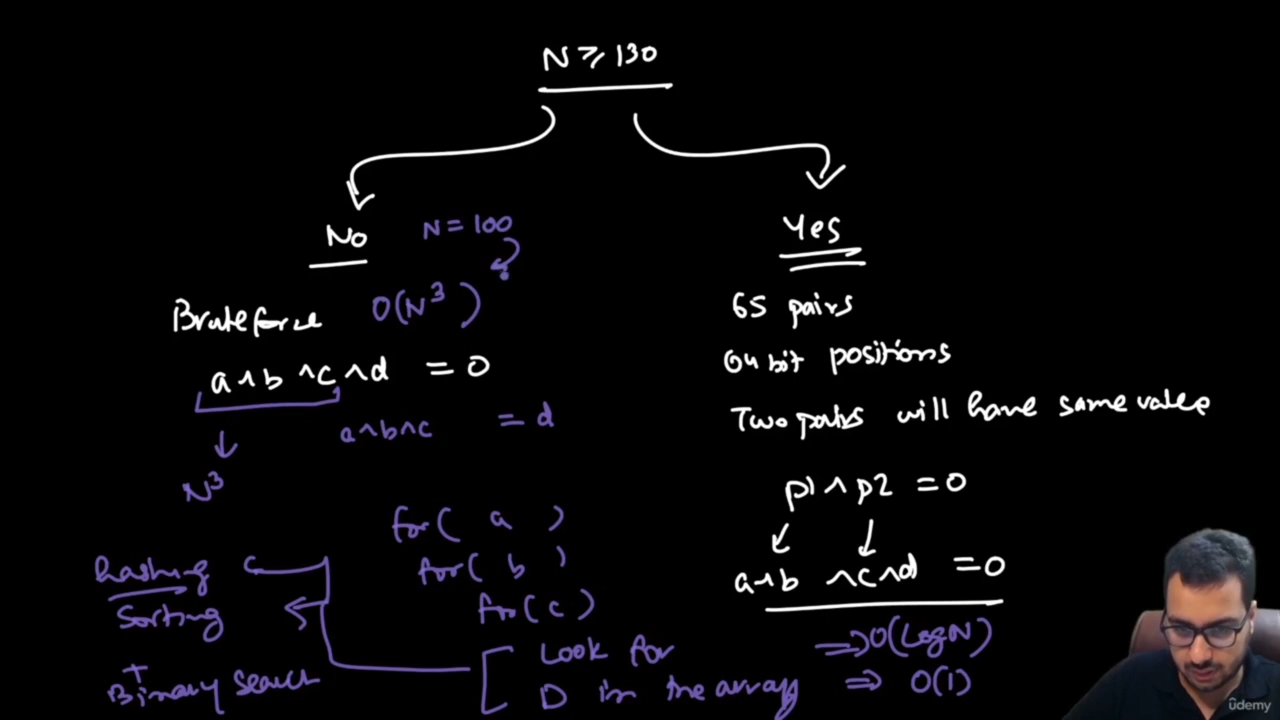 N ≥ 130
No
N = 100
Bruteforce O(N³)
a^b^c^d = 0
a^b^c = d
N³
for( a )
for( b )
for( c )
Look for
D in the array
hashing
Sorting
+
Binary search
Yes
65 pairs
64 bit positions
Two pairs will have same value
p1 ^ p2 = 0
a^b ^c^d = 0
⇒ O(LogN)
⇒ O(1)
ûdemy